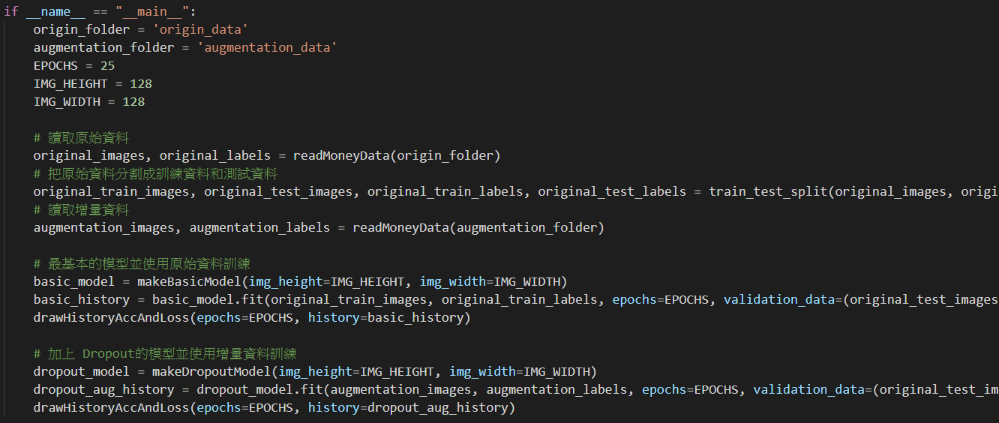 if __name__ == "__main__":
    origin_folder = 'origin_data'
    augmentation_folder = 'augmentation_data'
    EPOCHS = 25
    IMG_HEIGHT = 128
    IMG_WIDTH = 128
    # 讀取原始資料
    original_images, original_labels = readMoneyData(origin_folder)
    # 把原始資料分割成訓練資料和測試資料
    original_train_images, original_test_images, original_train_labels, original_test_labels = train_test_split(original_images, origi
    # 讀取增量資料
    augmentation_images, augmentation_labels = readMoneyData(augmentation_folder)
    # 最基本的模型並使用原始資料訓練
    basic_model = makeBasicModel(img_height=IMG_HEIGHT, img_width=IMG_WIDTH)
    basic_history = basic_model.fit(original_train_images, original_train_labels, epochs=EPOCHS, validation_data=(original_test_images
    drawHistoryAccAndLoss(epochs=EPOCHS, history=basic_history)
    # 加上 Dropout的模型並使用增量資料訓練
    dropout_model = makeDropoutModel(img_height=IMG_HEIGHT, img_width=IMG_WIDTH)
    dropout_aug_history = dropout_model.fit(augmentation_images, augmentation_labels, epochs=EPOCHS, validation_data=(original_test_im
    drawHistoryAccAndLoss(epochs=EPOCHS, history=dropout_aug_history)